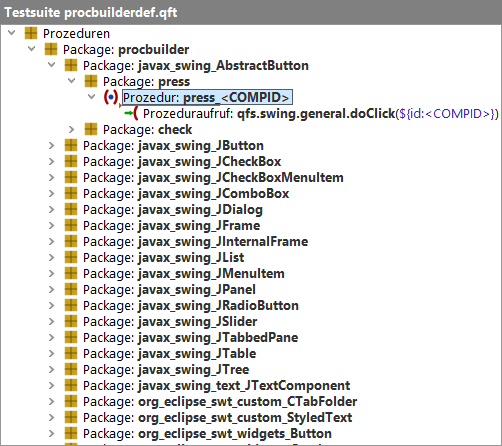 Testsuite procbuilderdef.qft
Prozeduren
Package: procbuilder
Package: javax_swing_AbstractButton
Package: press
Prozedur: press_<COMPID>
Prozeduraufruf: qfs.swing.general.doClick(${id:<COMPID>})
Package: check
Package: javax_swing_JButton
Package: javax_swing_JCheckBox
Package: javax_swing_JCheckBoxMenuItem
Package: javax_swing_JComboBox
Package: javax_swing_JDialog
Package: javax_swing_JFrame
Package: javax_swing_JInternalFrame
Package: javax_swing_JList
Package: javax_swing_JMenuItem
Package: javax_swing_JPanel
Package: javax_swing_JRadioButton
Package: javax_swing_JSlider
Package: javax_swing_JTabbedPane
Package: javax_swing_JTable
Package: javax_swing_JTree
Package: javax_swing_text_JTextComponent
Package: org_eclipse_swt_custom_CTabFolder
Package: org_eclipse_swt_custom_StyledText
Package: org_eclipse_swt_widgets_Button